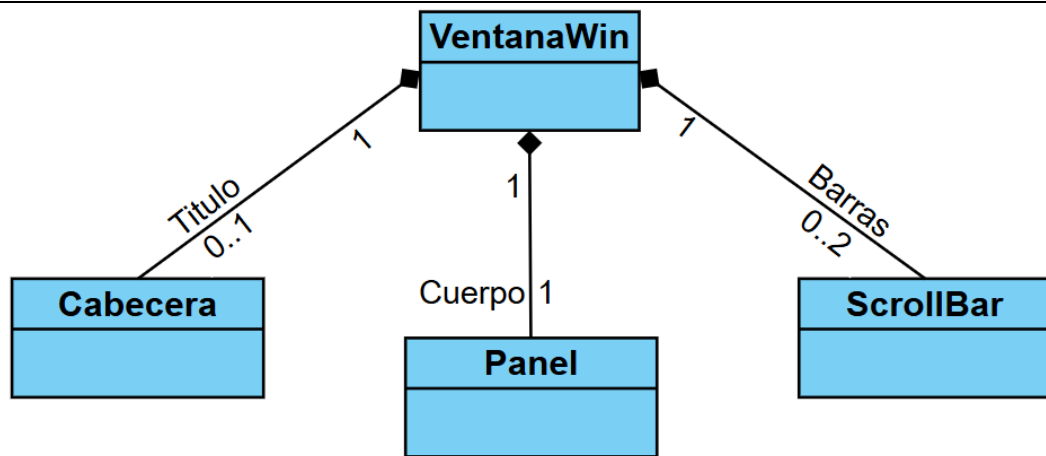 VentanaWin
1
1
1
Titulo
0..1
Barras
0..2
Cabecera
Cuerpo 1
ScrollBar
Panel